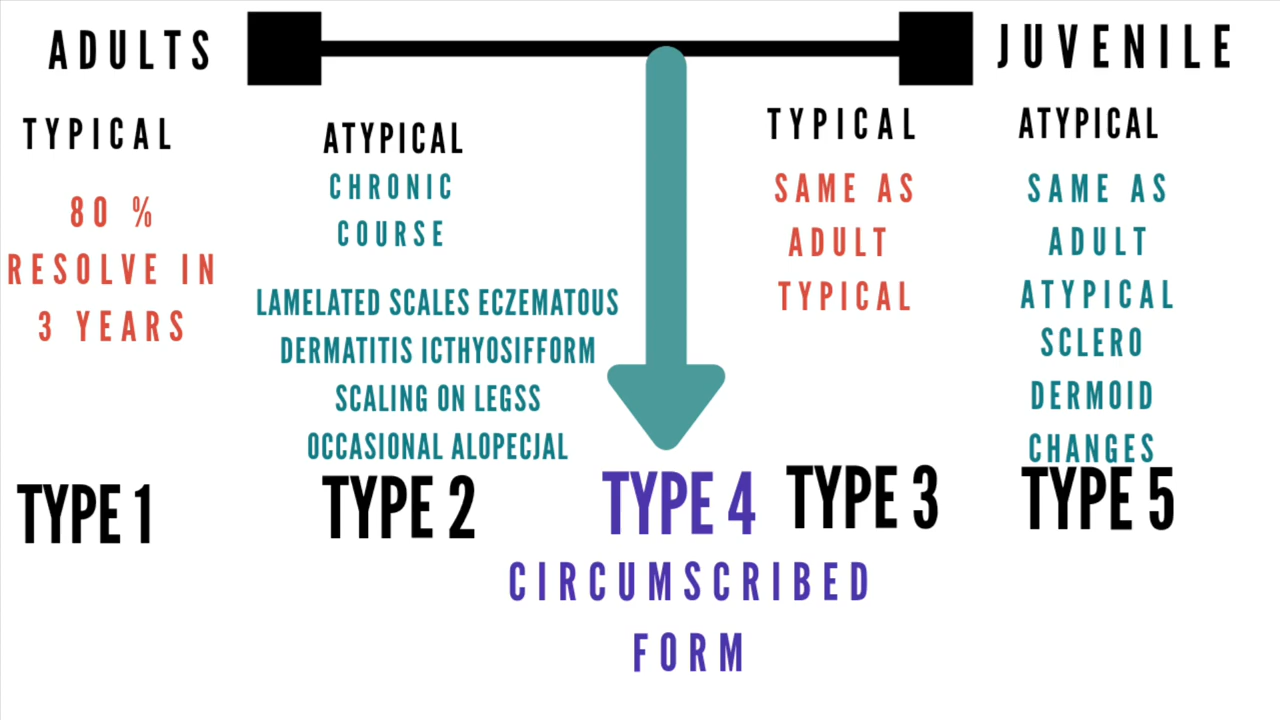 ADULTS
JUVENILE
TYPICAL
80 %
RESOLVE IN
3 YEARS
TYPE 1
ATYPICAL
CHRONIC
COURSE
LAMELATED SCALES ECZEMATOUS
DERMATITIS ICTHYOSIFFORM
SCALING ON LEGSS
OCCASIONAL ALOPECJAL
TYPE 2
TYPE 4
CIRCUMSCRIBED
FORM
TYPICAL
SAME AS
ADULT
TYPICAL
TYPE 3
ATYPICAL
SAME AS
ADULT
ATYPICAL
SCLERO
DERMOID
CHANGES
TYPE 5